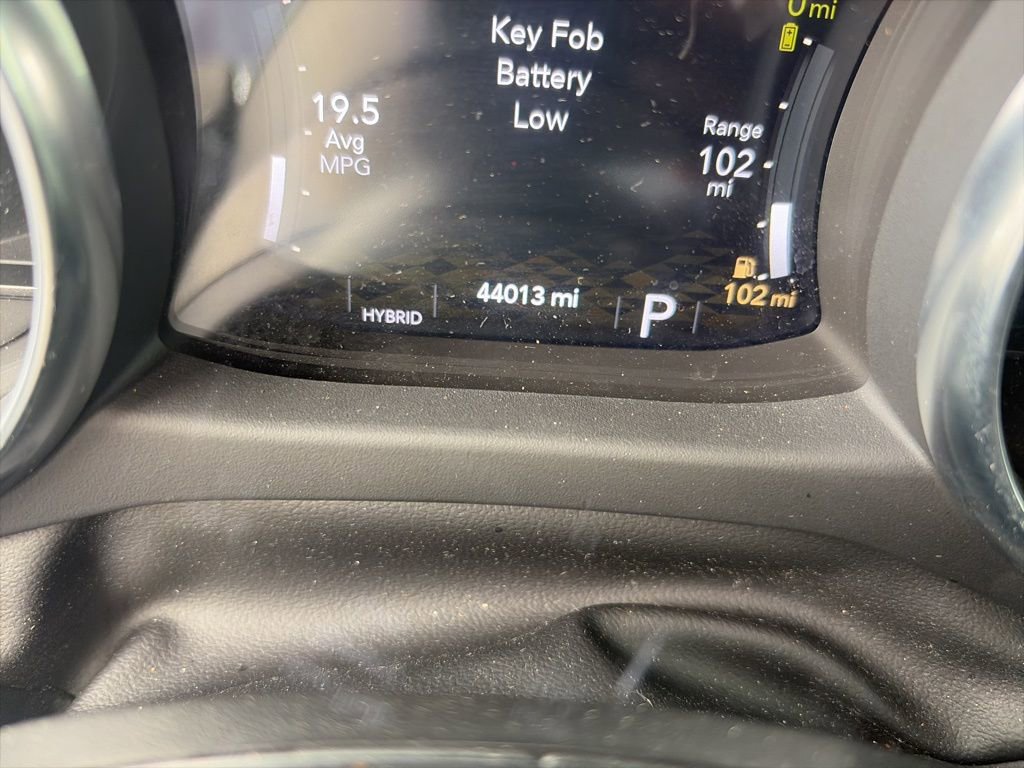 0 mi
Key Fob
Battery
Low
19.5
Avg
MPG
Range
102
mi
44013 mi
HYBRID
P
102 mi